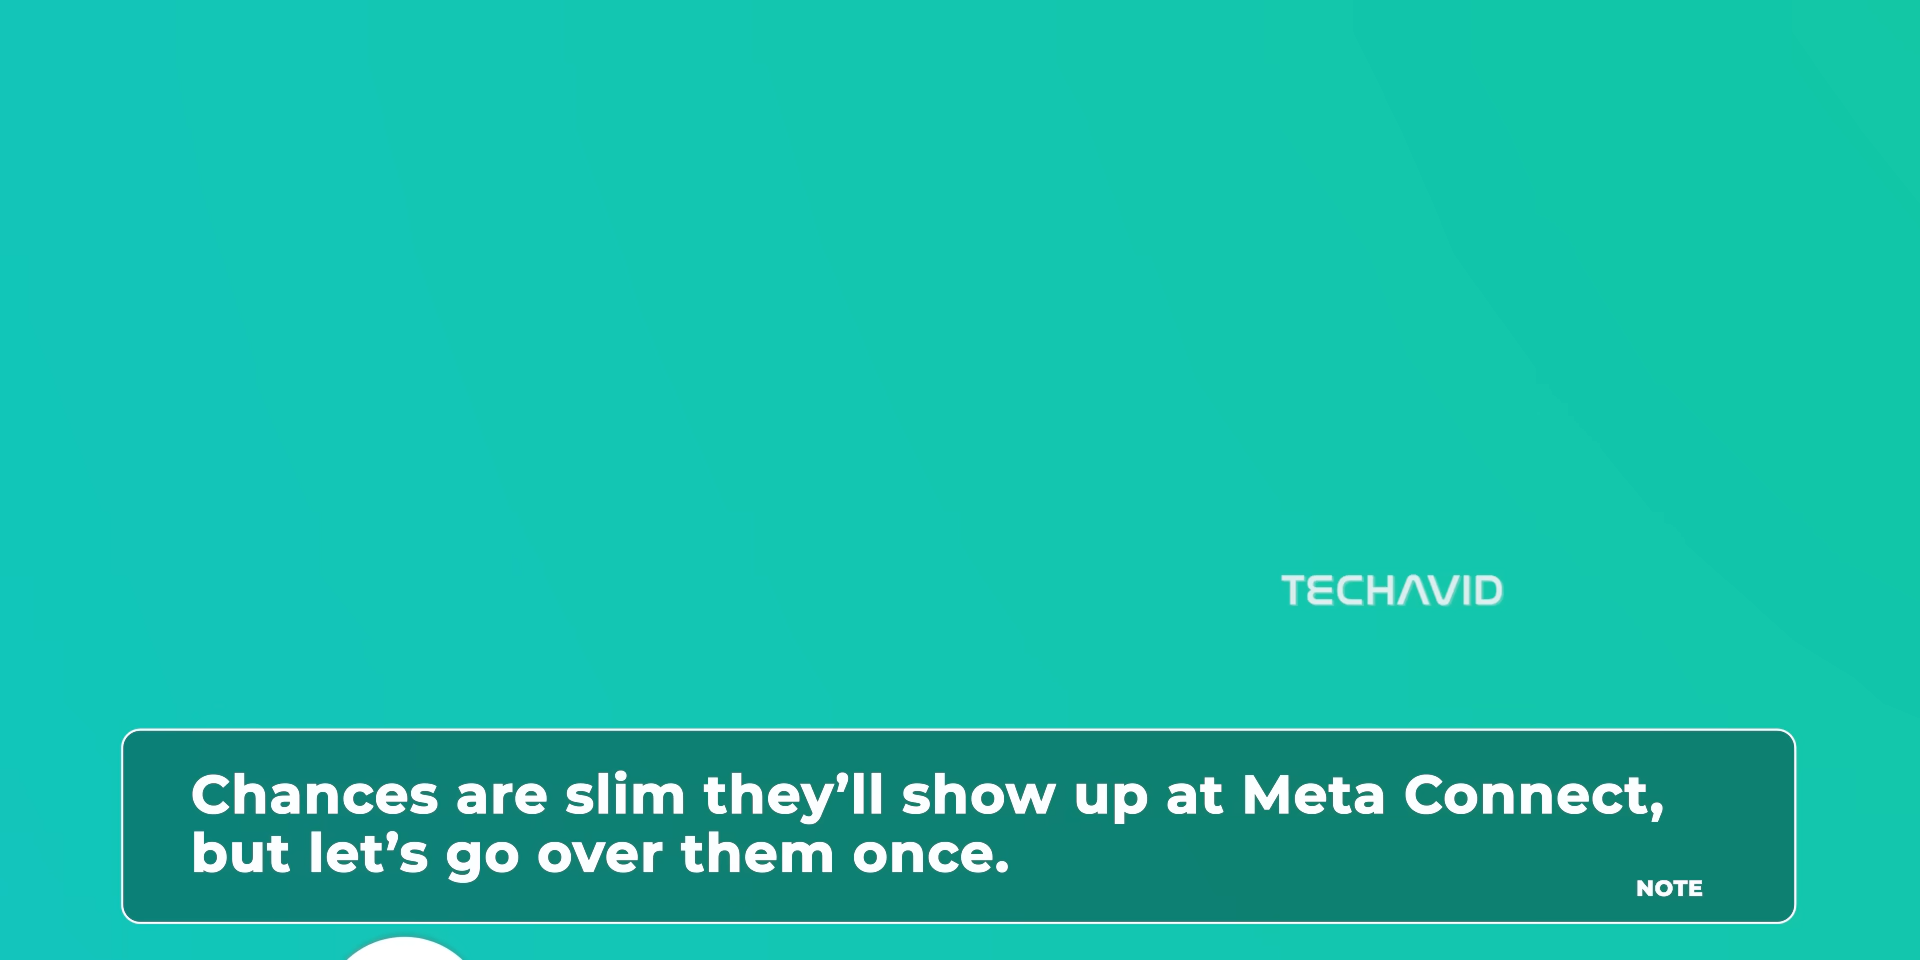 TECHAVID
Chances are slim they’ll show up at Meta Connect,
but let’s go over them once.
NOTE